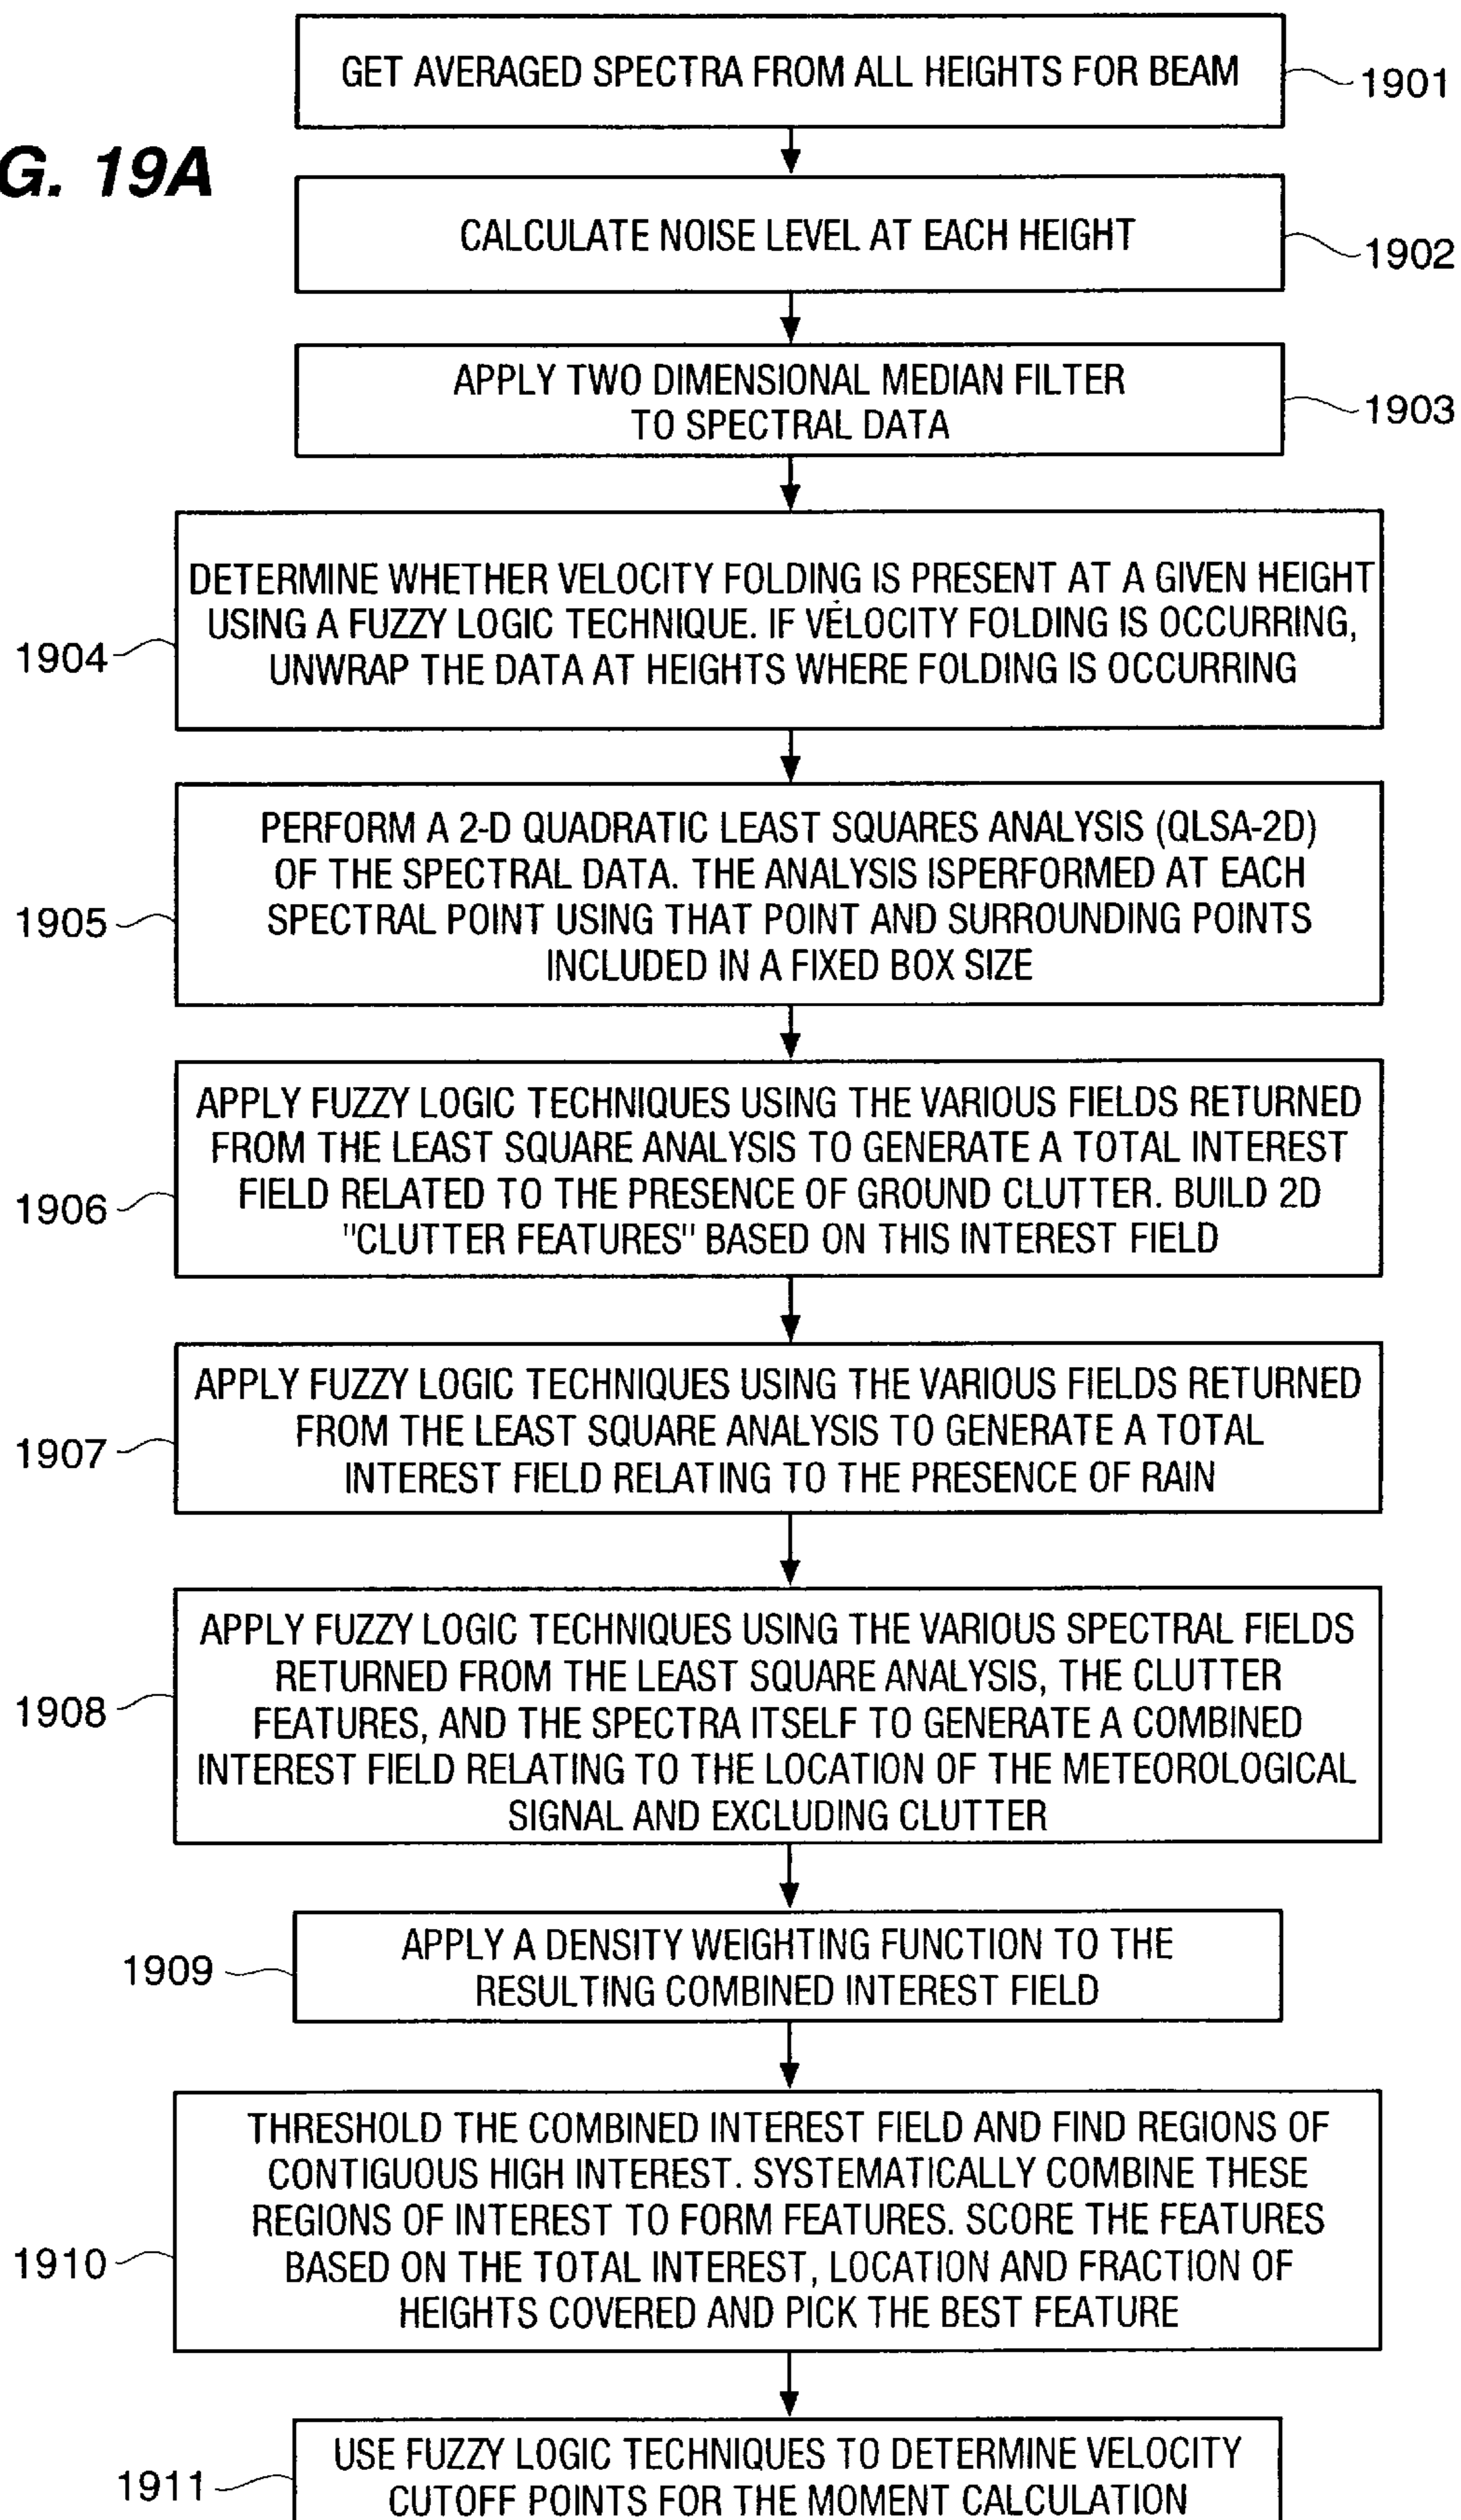 GET AVERAGED SPECTRA FROM ALL HEIGHTS FOR BEAM
1901
G. 19A
CALCULATE NOISE LEVEL AT EACH HEIGHT
1902
APPLY TWO DIMENSIONAL MEDIAN FILTER
TO SPECTRAL DATA
1903
DETERMINE WHETHER VELOCITY FOLDING IS PRESENT AT A GIVEN HEIGHT
USING A FUZZY LOGIC TECHNIQUE. IF VELOCITY FOLDING IS OCCURRING,
UNWRAP THE DATA AT HEIGHTS WHERE FOLDING IS OCCURRING
1904
PERFORM A 2-D QUADRATIC LEAST SQUARES ANALYSIS (QLSA-2D)
OF THE SPECTRAL DATA. THE ANALYSIS ISPERFORMED AT EACH
SPECTRAL POINT USING THAT POINT AND SURROUNDING POINTS
INCLUDED IN A FIXED BOX SIZE
1905
APPLY FUZZY LOGIC TECHNIQUES USING THE VARIOUS FIELDS RETURNED
FROM THE LEAST SQUARE ANALYSIS TO GENERATE A TOTAL INTEREST
FIELD RELATED TO THE PRESENCE OF GROUND CLUTTER. BUILD 2D
"CLUTTER FEATURES" BASED ON THIS INTEREST FIELD
1906
APPLY FUZZY LOGIC TECHNIQUES USING THE VARIOUS FIELDS RETURNED
FROM THE LEAST SQUARE ANALYSIS TO GENERATE A TOTAL
INTEREST FIELD RELATING TO THE PRESENCE OF RAIN
1907
APPLY FUZZY LOGIC TECHNIQUES USING THE VARIOUS SPECTRAL FIELDS
RETURNED FROM THE LEAST SQUARE ANALYSIS, THE CLUTTER
FEATURES, AND THE SPECTRA ITSELF TO GENERATE A COMBINED
INTEREST FIELD RELATING TO THE LOCATION OF THE METEOROLOGICAL
SIGNAL AND EXCLUDING CLUTTER
1908
APPLY A DENSITY WEIGHTING FUNCTION TO THE
RESULTING COMBINED INTEREST FIELD
1909
THRESHOLD THE COMBINED INTEREST FIELD AND FIND REGIONS OF
CONTIGUOUS HIGH INTEREST. SYSTEMATICALLY COMBINE THESE
REGIONS OF INTEREST TO FORM FEATURES. SCORE THE FEATURES
BASED ON THE TOTAL INTEREST, LOCATION AND FRACTION OF
HEIGHTS COVERED AND PICK THE BEST FEATURE
1910
USE FUZZY LOGIC TECHNIQUES TO DETERMINE VELOCITY
CUTOFF POINTS FOR THE MOMENT CALCULATION
1911